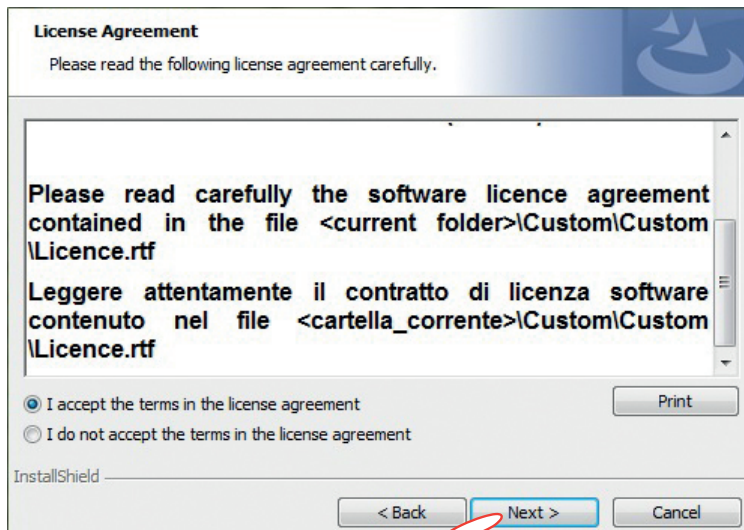 License Agreement
Please read the following license agreement carefully.
Please read carefully the software licence agreement
contained in the file <current folder>\Custom\Custom
\Licence.rtf
Leggere attentamente il contratto di licenza software
contenuto nel file <cartella_corrente>\Custom\Custom
\Licence.rtf
I accept the terms in the license agreement
Print
I do not accept the terms in the license agreement
InstallShield
< Back
Next >
Cancel